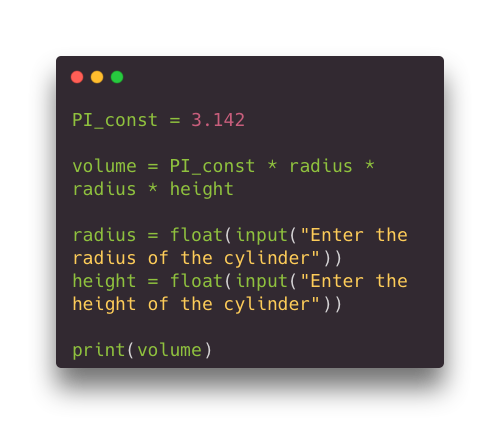 PI_const = 3.142
volume = PI_const * radius *
radius * height
radius = float(input("Enter the
radius of the cylinder"))
height = float(input("Enter the
height of the cylinder"))
print(volume)